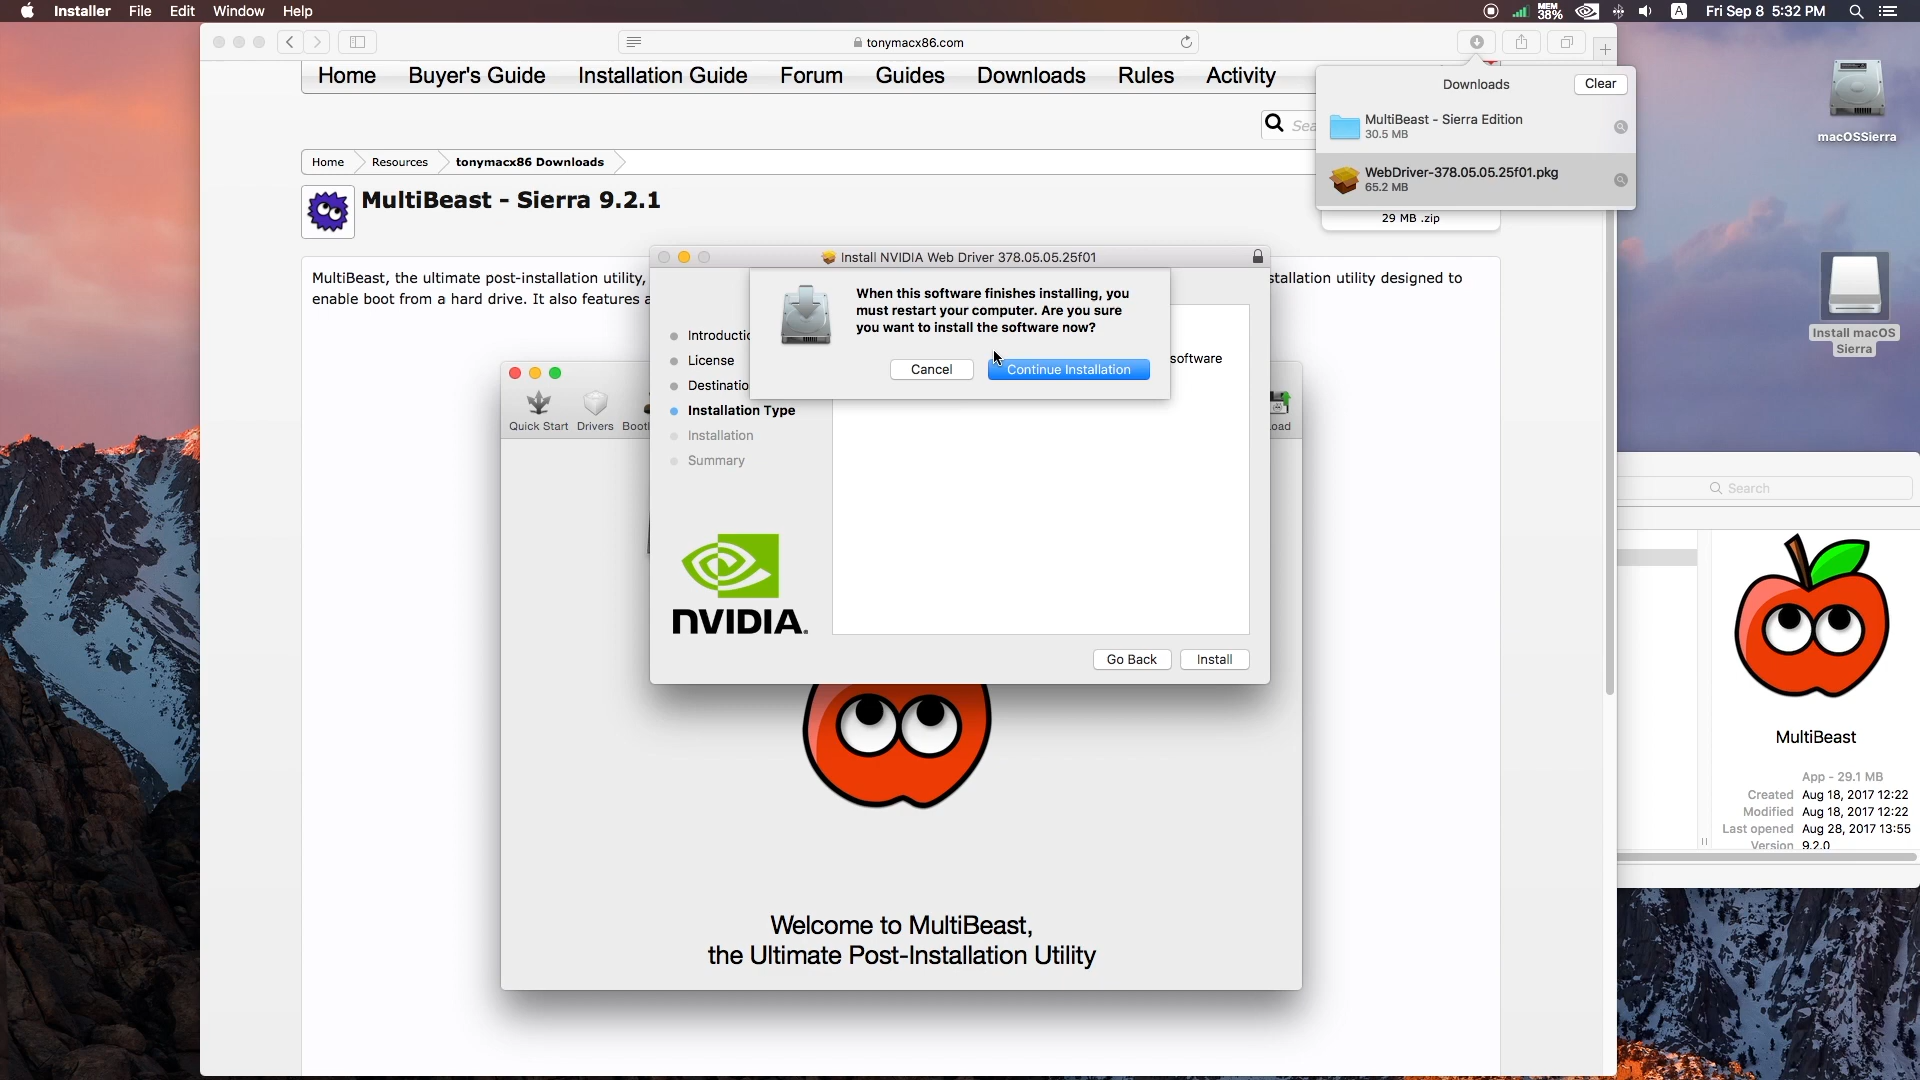 Installer File Edit Window Help
MEM 38% A Fri Sep 8 5:32 PM
tonymacx86.com
Home Buyer's Guide Installation Guide Forum Guides Downloads Rules Activity
Downloads Clear
MultiBeast - Sierra Edition
30.5 MB
WebDriver-378.05.05.25f01.pkg
65.2 MB
29 MB .zip
Home Resources tonymacx86 Downloads
MultiBeast - Sierra 9.2.1
MultiBeast, the ultimate post-installation utility,
stallation utility designed to
enable boot from a hard drive. It also features
Install NVIDIA Web Driver 378.05.05.25f01
When this software finishes installing, you
must restart your computer. Are you sure
you want to install the software now?
Cancel Continue Installation
software
Introductio
License
Destinatio
Installation Type
Installation
Summary
NVIDIA.
Go Back Install
Quick Start Drivers Boot
oad
Welcome to MultiBeast,
the Ultimate Post-Installation Utility
macOSSierra
Install macOS
Sierra
Search
MultiBeast
App - 29.1 MB
Created Aug 18, 2017 12:22
Modified Aug 18, 2017 12:22
Last opened Aug 28, 2017 13:55
Version 9.2.0